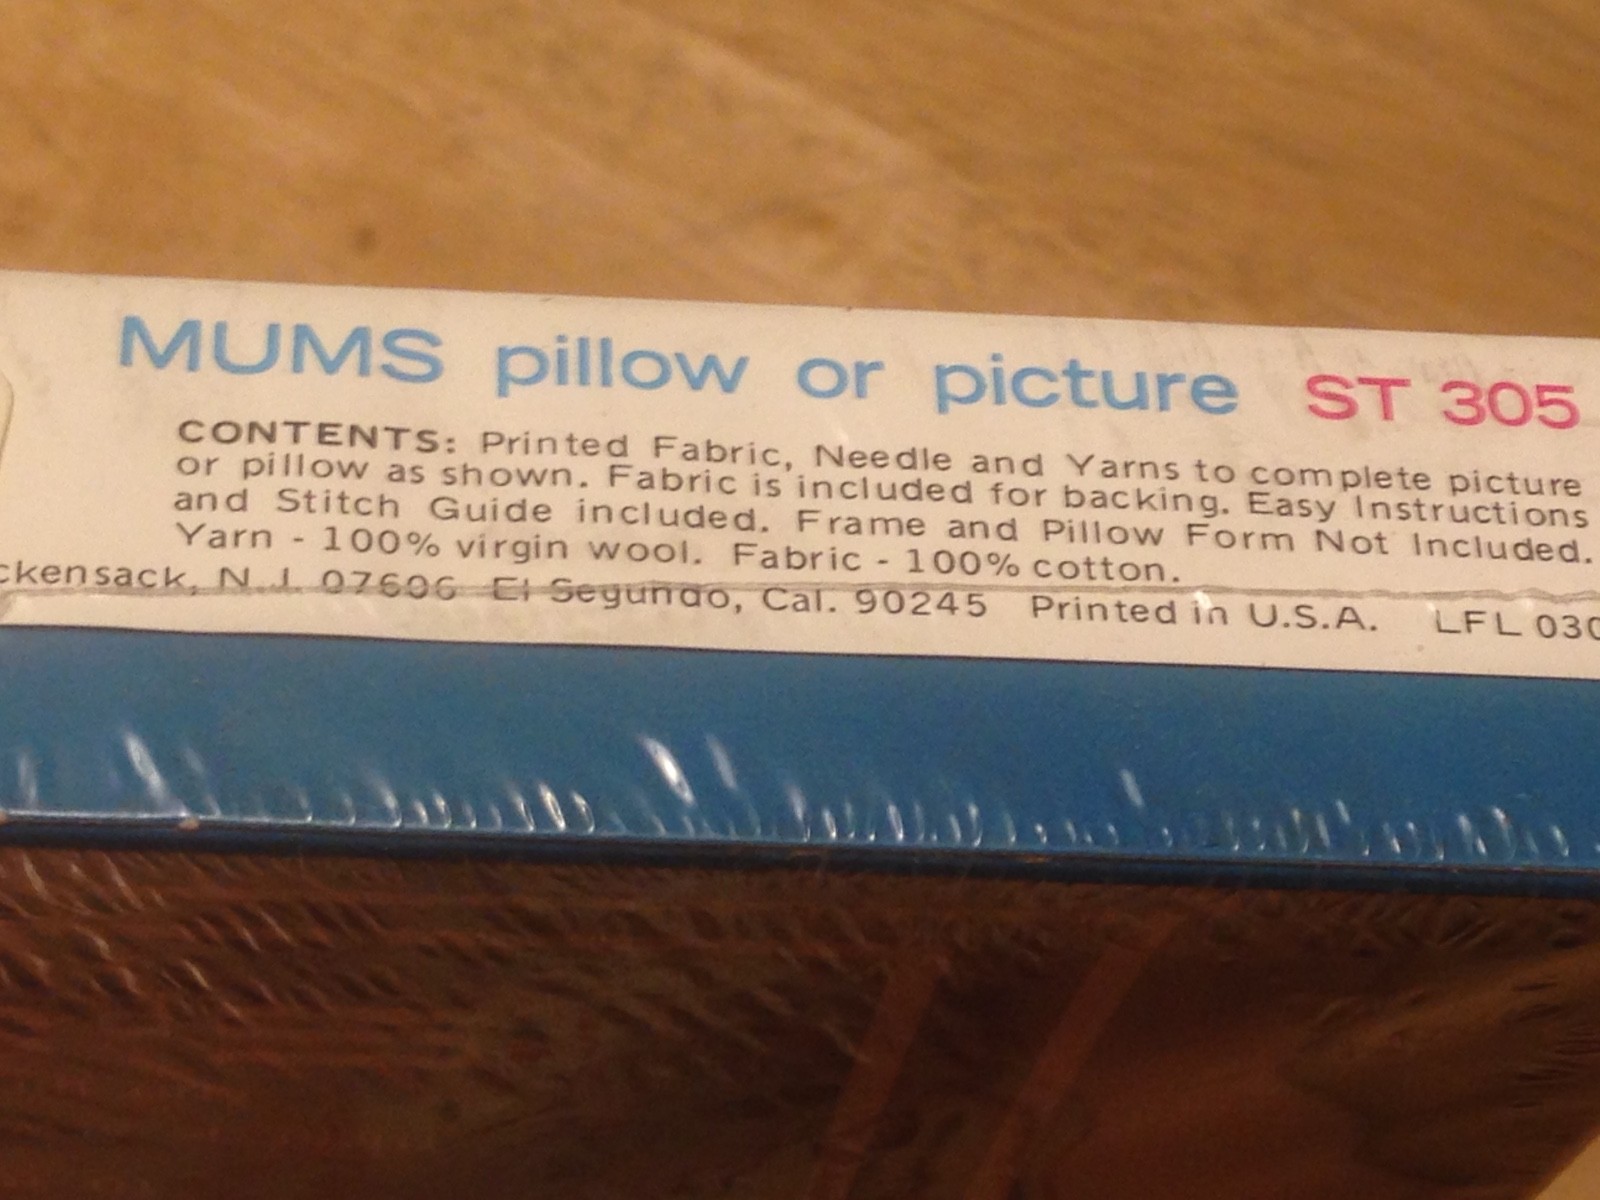 MUMS pillow or picture ST 305
CONTENTS: Printed Fabric, Needle and Yarns to complete picture
or pillow as shown. Fabric is included for backing. Easy Instructions
and Stitch Guide included. Frame and Pillow Form Not Included.
Yarn - 100% virgin wool. Fabric - 100% cotton.
ckensack, N.J. 07606 El Segundo, Cal. 90245 Printed in U.S.A. LFL 030